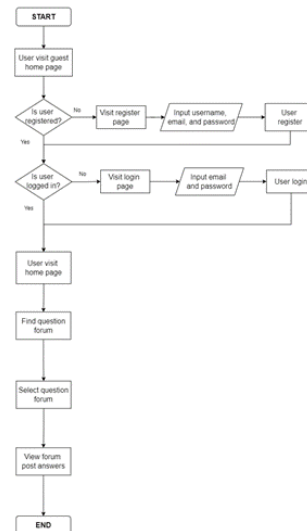 START
User visit guest
home page
Is user
registered?
No
Visit register
page
Input username,
email, and password
User
register
Yes
Is user
logged in?
No
Visit login
page
Input email
and password
User login
Yes
User visit
home page
Find question
forum
Select question
forum
View forum
post answers
END